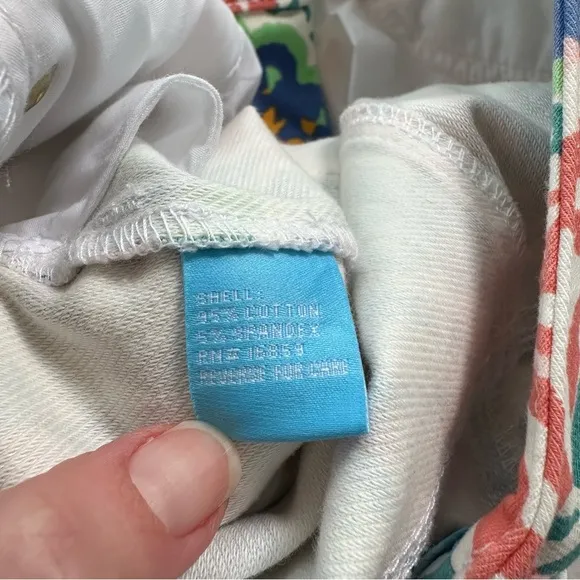 SHELL:
95% COTTON
5% SPANDEX
RN# 16859
REVERSE FOR CARE